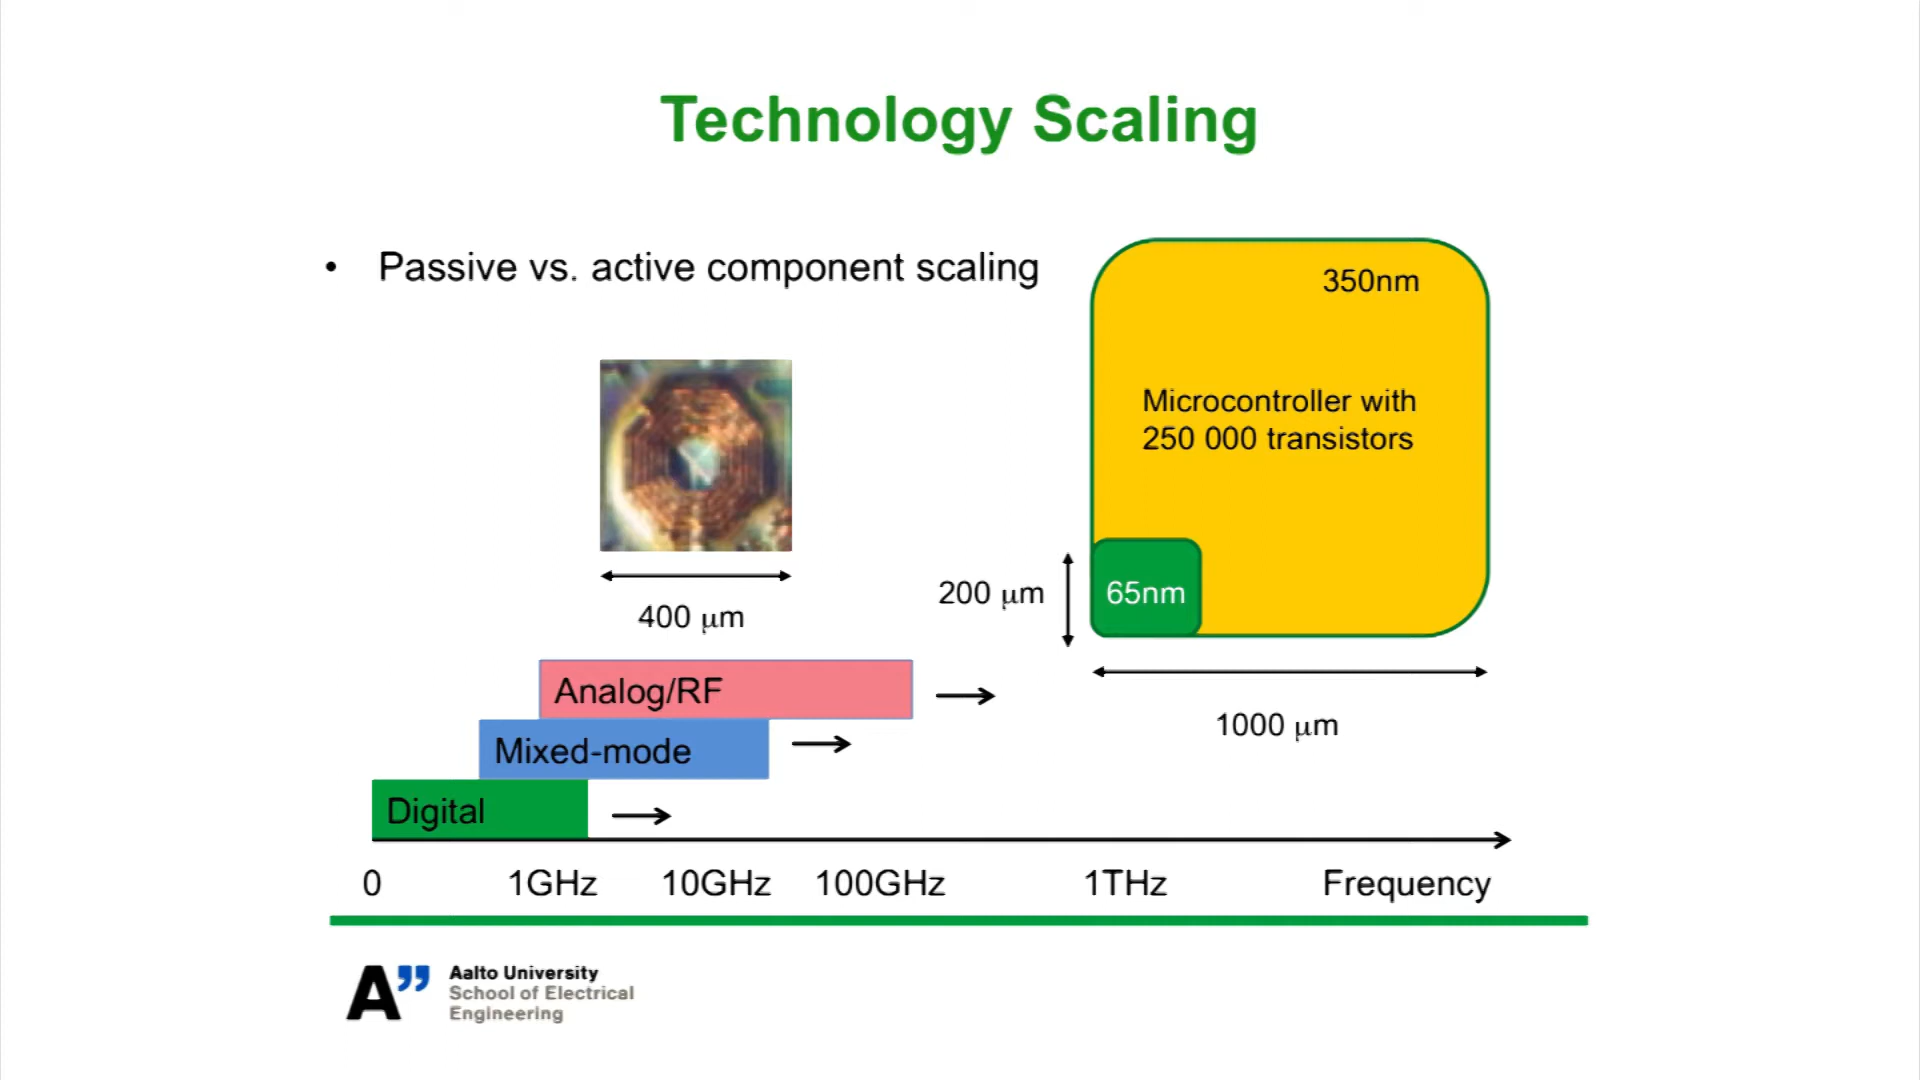 Technology Scaling
• Passive vs. active component scaling
350nm
Microcontroller with
250 000 transistors
65nm
200 μm
400 μm
1000 μm
Analog/RF
Mixed-mode
Digital
0 1GHz 10GHz 100GHz 1THz Frequency
A”
Aalto University
School of Electrical
Engineering